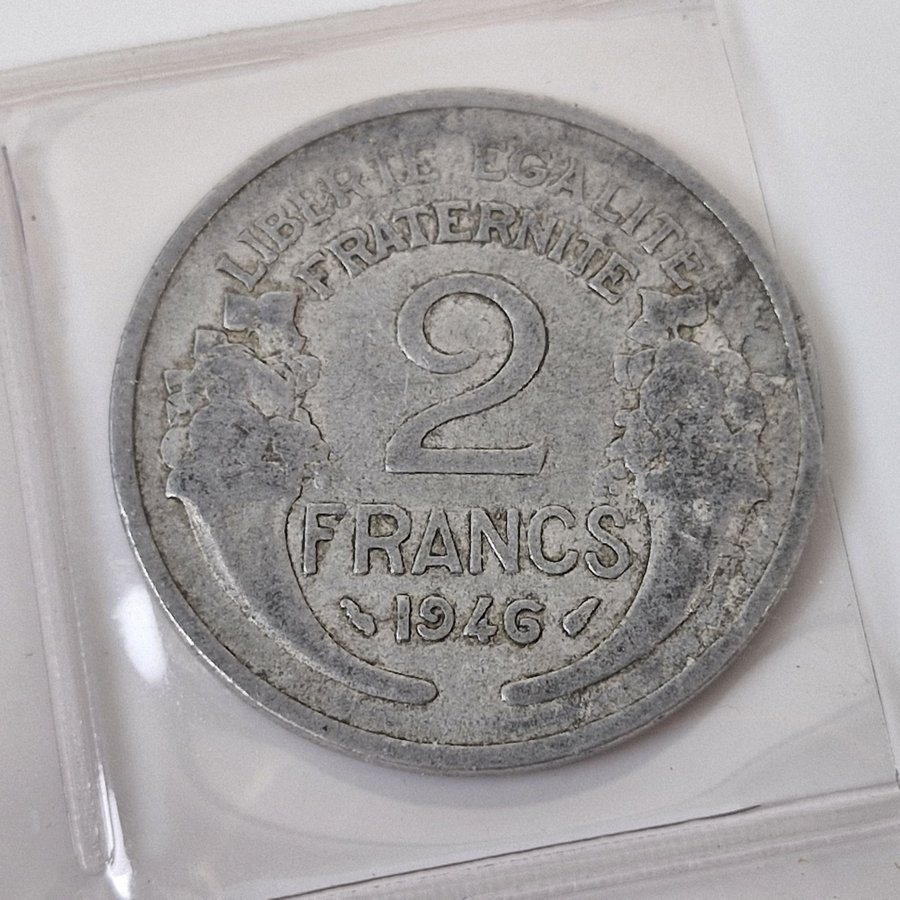 LIBERTE EGALITE
FRATERNITE
2
FRANCS
1946